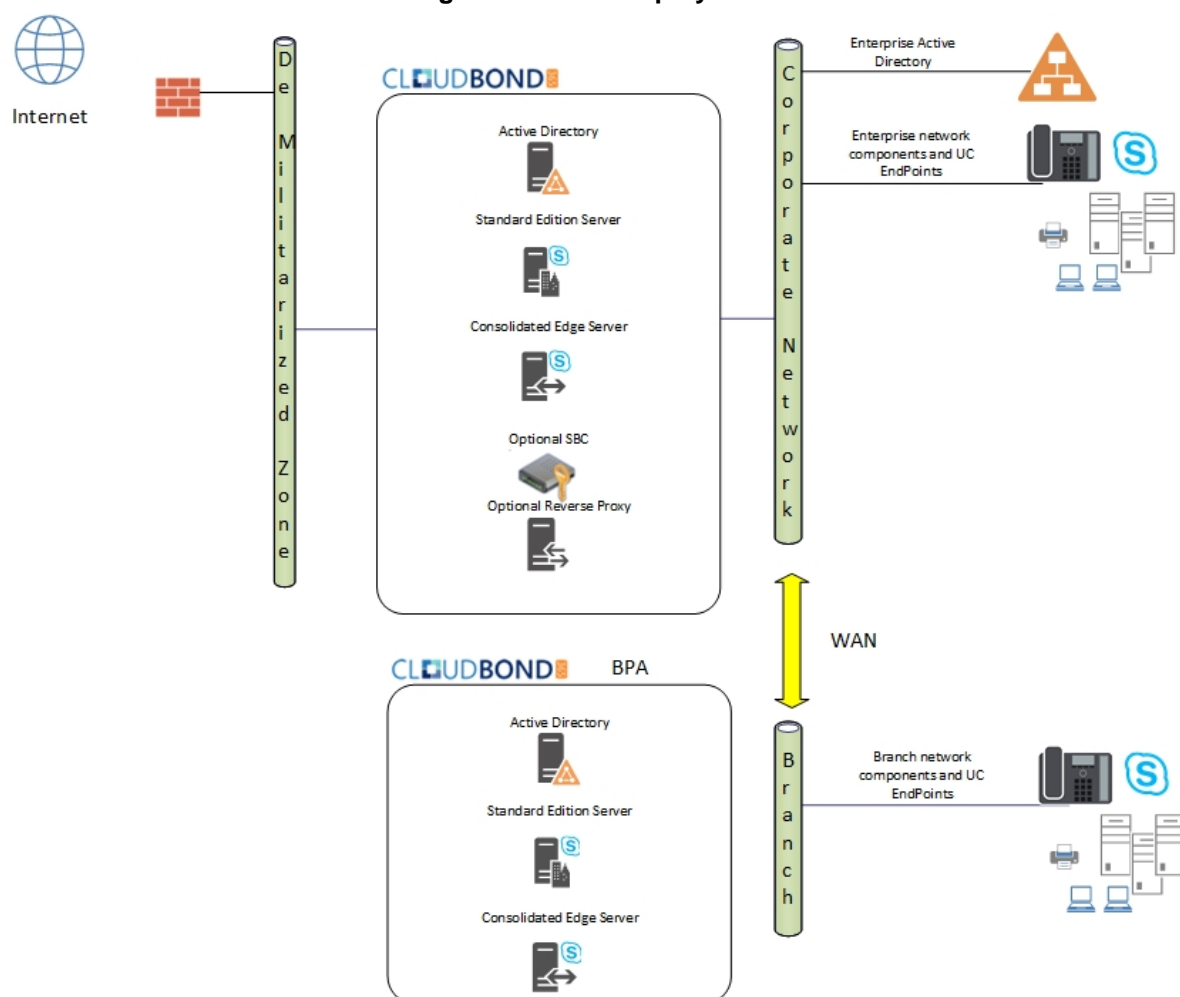 Internet
De Militarized Zone
CLOUDBOND 365
Active Directory
Standard Edition Server
Consolidated Edge Server
Optional SBC
Optional Reverse Proxy
Corporate Network
Enterprise Active
Directory
Enterprise network
components and UC
EndPoints
WAN
CLOUDBOND 365
BPA
Active Directory
Standard Edition Server
Consolidated Edge Server
Branch
Branch network
components and UC
EndPoints